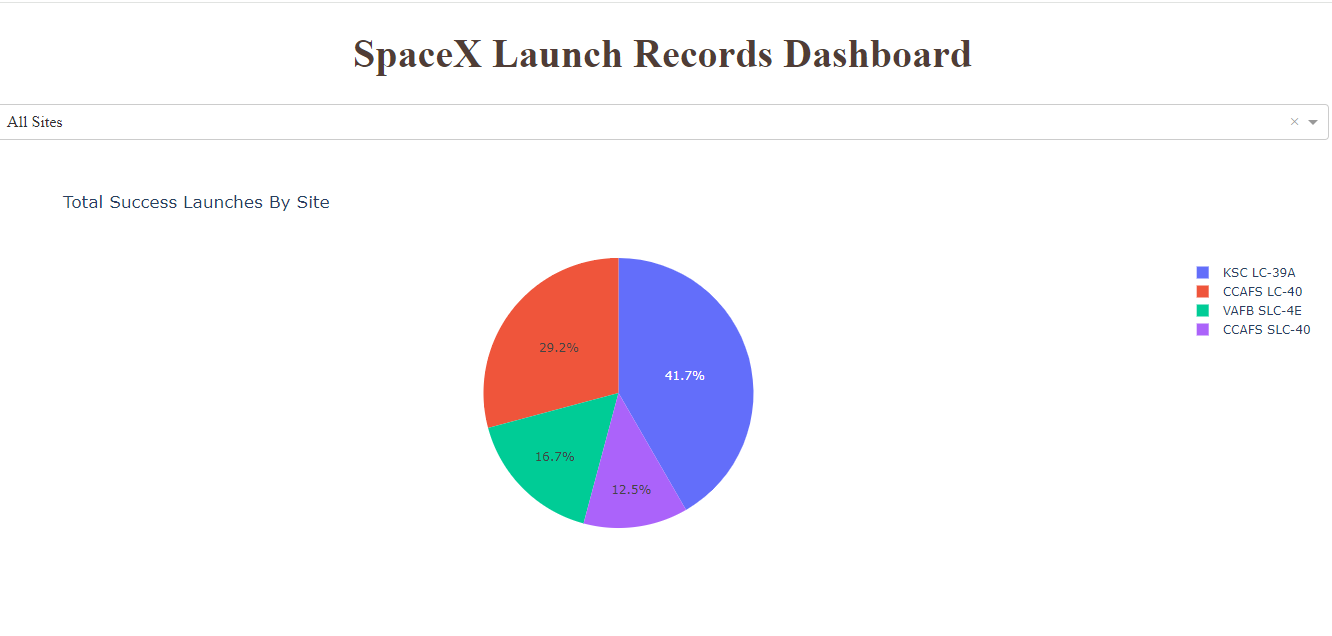 SpaceX Launch Records Dashboard
All Sites
Total Success Launches By Site
KSC LC-39A
CCAFS LC-40
VAFB SLC-4E
CCAFS SLC-40
29.2%
41.7%
16.7%
12.5%